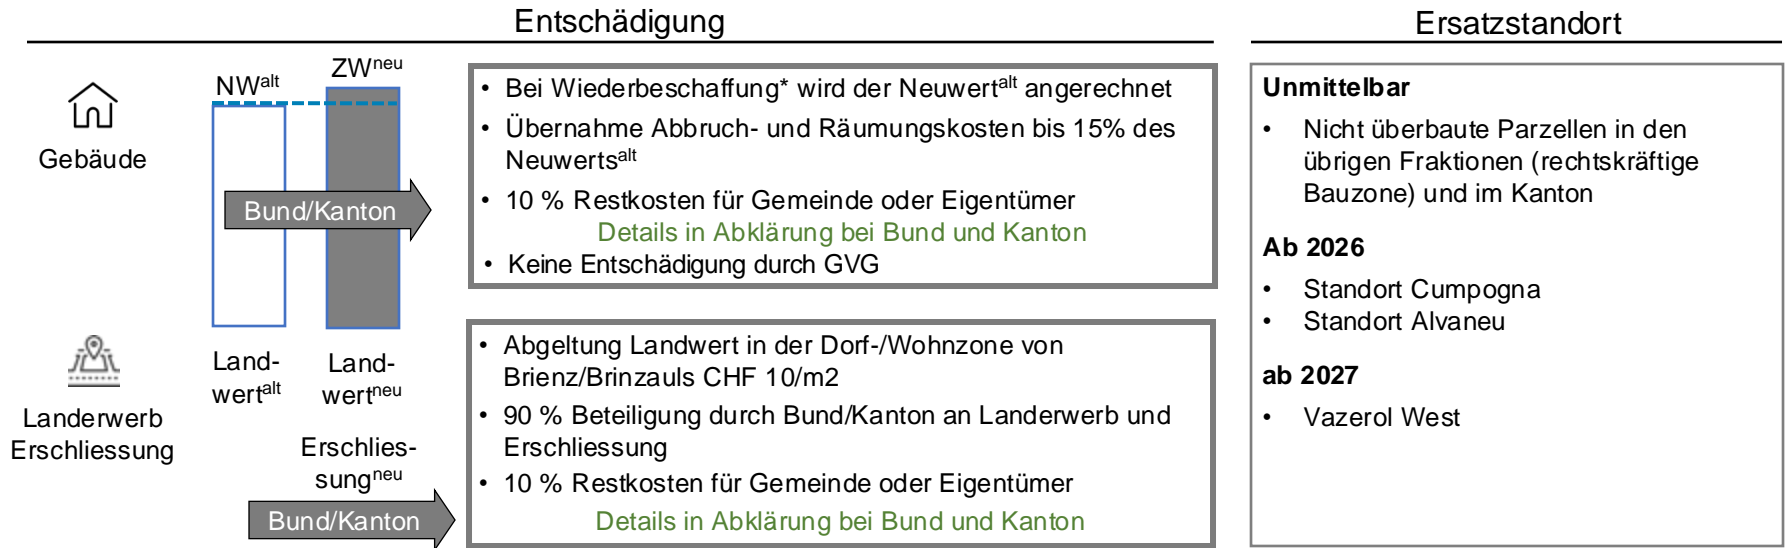 Entschädigung
Gebäude
NWalt
ZWneu
Bund/Kanton
• Bei Wiederbeschaffung* wird der Neuwertalt angerechnet
• Übernahme Abbruch- und Räumungskosten bis 15% des
Neuwertsalt
• 10 % Restkosten für Gemeinde oder Eigentümer
Details in Abklärung bei Bund und Kanton
• Keine Entschädigung durch GVG
Landerwerb
Erschliessung
Land-
wertalt
Land-
wertneu
Erschlies-
sungneu
Bund/Kanton
• Abgeltung Landwert in der Dorf-/Wohnzone von
Brienz/Brinzauls CHF 10/m2
• 90 % Beteiligung durch Bund/Kanton an Landerwerb und
Erschliessung
• 10 % Restkosten für Gemeinde oder Eigentümer
Details in Abklärung bei Bund und Kanton
Ersatzstandort
Unmittelbar
• Nicht überbaute Parzellen in den
übrigen Fraktionen (rechtskräftige
Bauzone) und im Kanton
Ab 2026
• Standort Cumpogna
• Standort Alvaneu
ab 2027
• Vazerol West